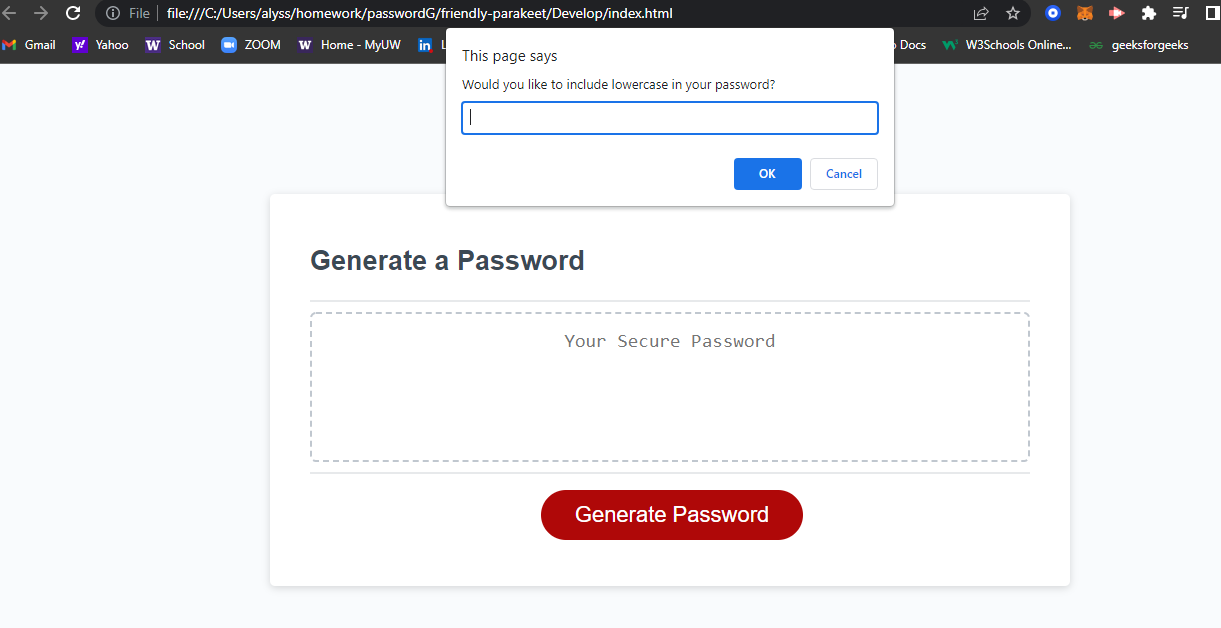 File file:///C:/Users/alyss/homework/passwordG/friendly-parakeet/Develop/index.html
Gmail Yahoo School ZOOM Home - MyUW Docs W3Schools Online... geeksforgeeks
This page says
Would you like to include lowercase in your password?
OK Cancel
Generate a Password
Your Secure Password
Generate Password